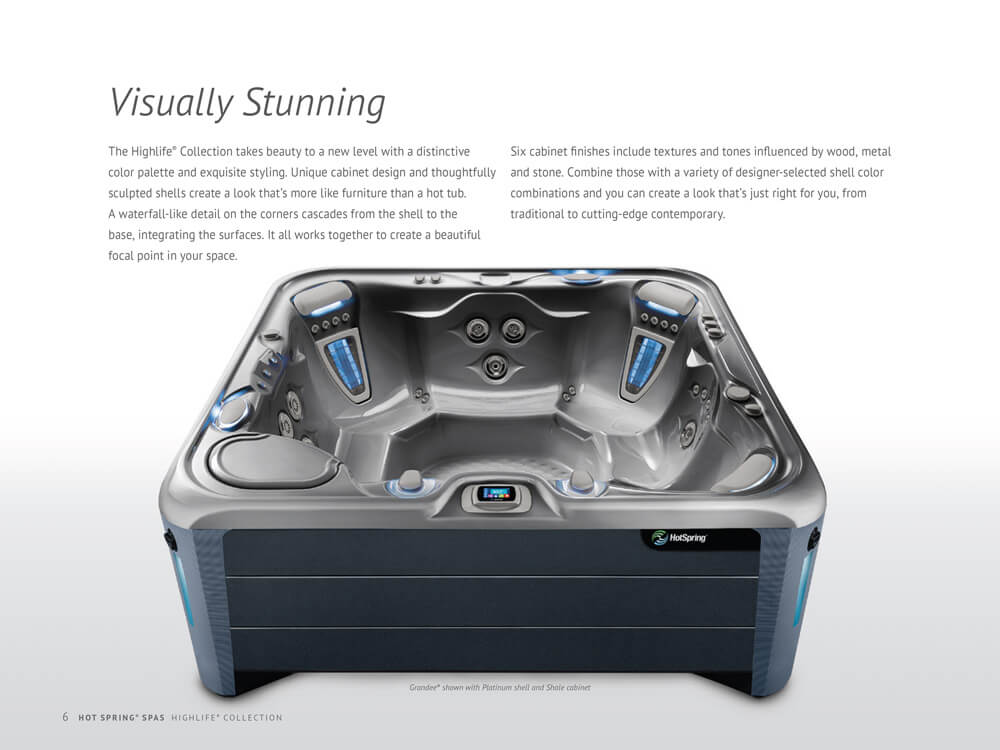 Visually Stunning
The Highlife® Collection takes beauty to a new level with a distinctive
color palette and exquisite styling. Unique cabinet design and thoughtfully
sculpted shells create a look that's more like furniture than a hot tub.
A waterfall-like detail on the corners cascades from the shell to the
base, integrating the surfaces. It all works together to create a beautiful
focal point in your space.
Six cabinet finishes include textures and tones influenced by wood, metal
and stone. Combine those with a variety of designer-selected shell color
combinations and you can create a look that's just right for you, from
traditional to cutting-edge contemporary.
HotSpring
Grandee® shown with Platinum shell and Shale cabinet
6 HOT SPRING® SPAS HIGHLIFE® COLLECTION